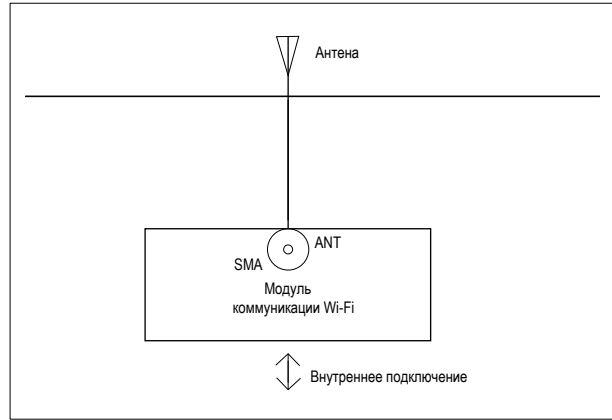 Антена
ANT
SMA
Модуль
коммуникации Wi-Fi
Внутреннее подключение